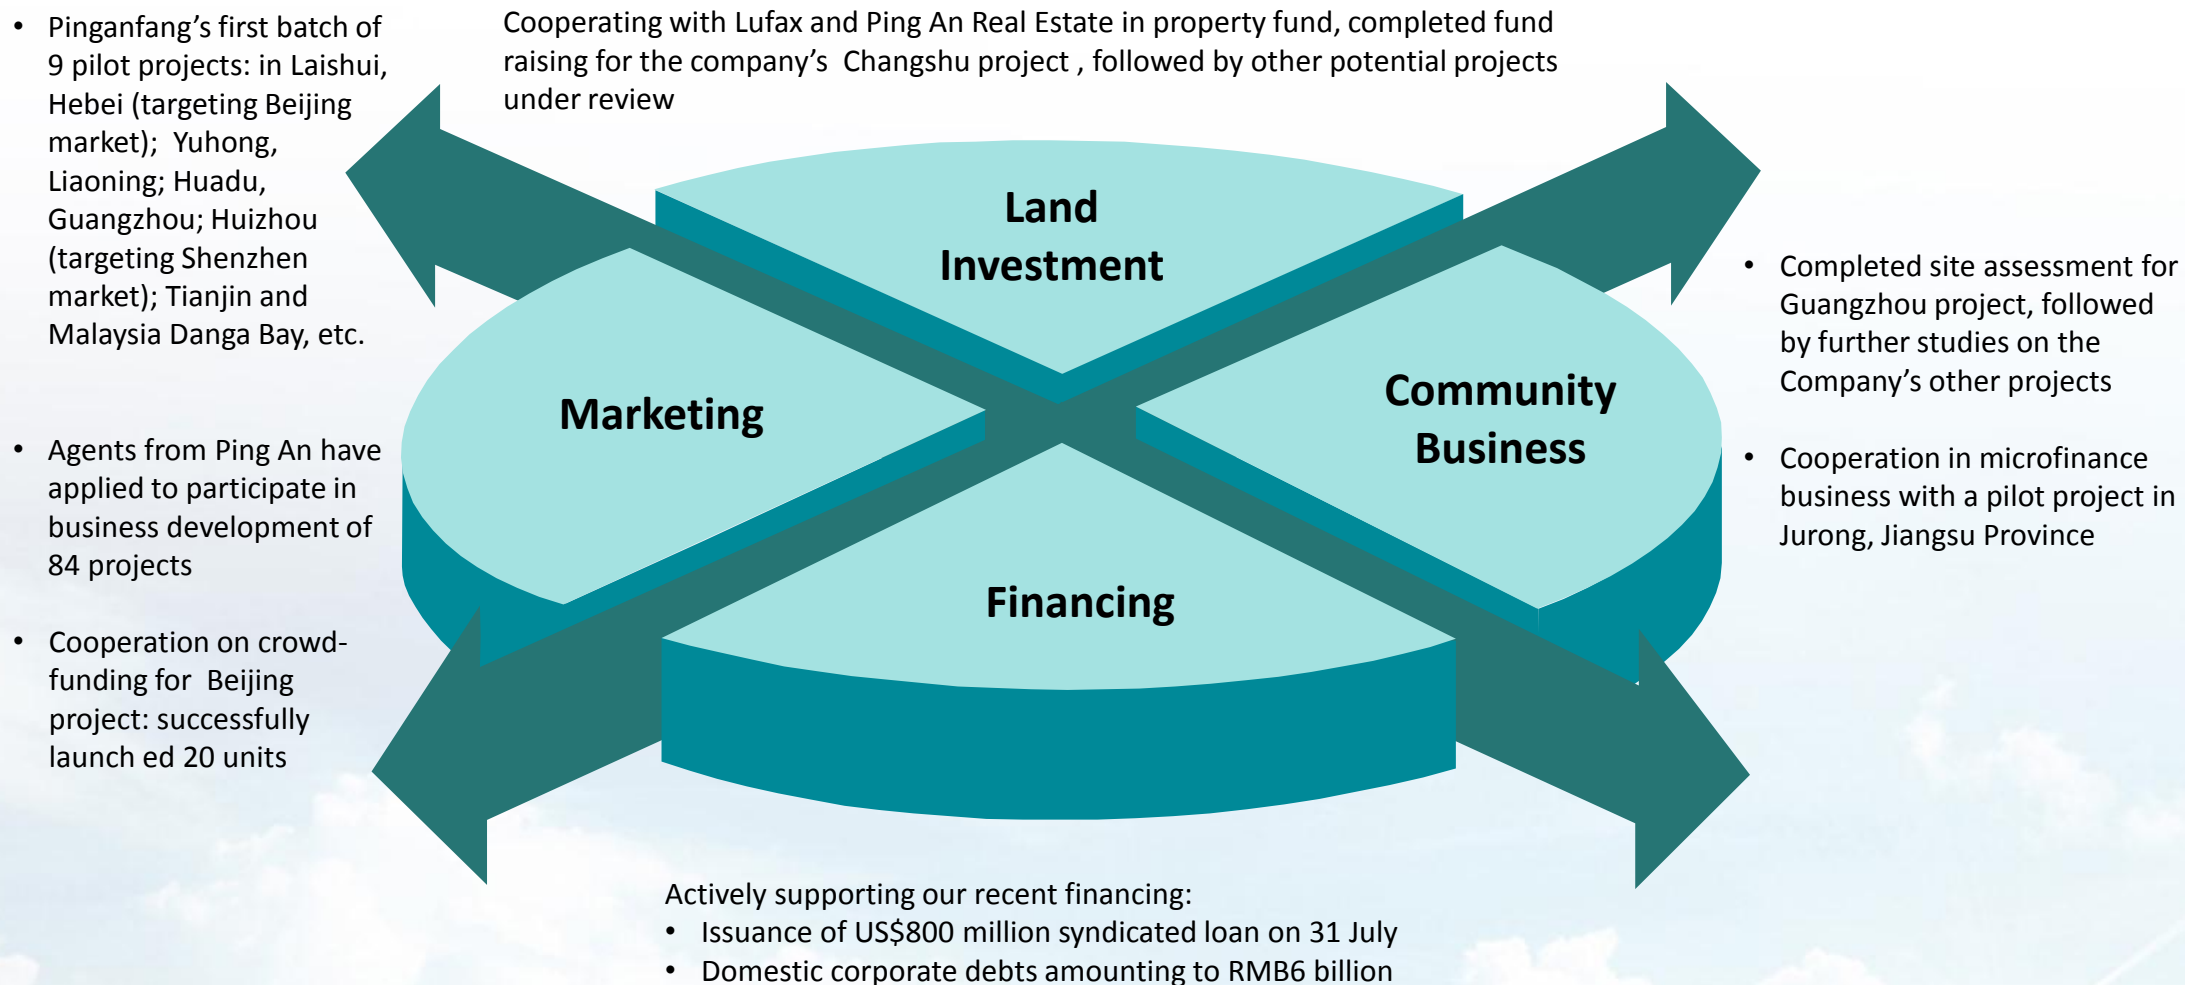 • Pinganfang’s first batch of
9 pilot projects: in Laishui,
Hebei (targeting Beijing
market); Yuhong,
Liaoning; Huadu,
Guangzhou; Huizhou
(targeting Shenzhen
market); Tianjin and
Malaysia Danga Bay, etc.
• Agents from Ping An have
applied to participate in
business development of
84 projects
• Cooperation on crowd-
funding for Beijing
project: successfully
launch ed 20 units
Cooperating with Lufax and Ping An Real Estate in property fund, completed fund
raising for the company’s Changshu project , followed by other potential projects
under review
Land
Investment
Marketing
Community
Business
Financing
• Completed site assessment for
Guangzhou project, followed
by further studies on the
Company’s other projects
• Cooperation in microfinance
business with a pilot project in
Jurong, Jiangsu Province
Actively supporting our recent financing:
• Issuance of US$800 million syndicated loan on 31 July
• Domestic corporate debts amounting to RMB6 billion